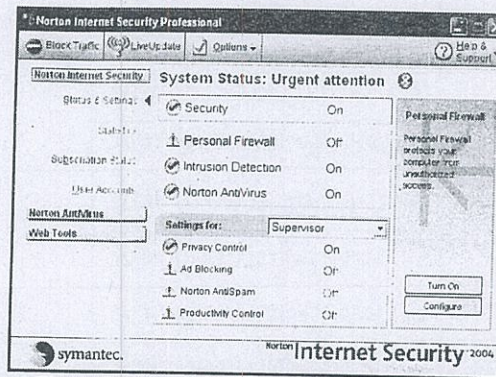 Norton Internet Security Professional
Block Traffic LiveUpdate Options
Help & Support
Norton Internet Security
Status & Settings
Statistics
Subscription Status
User Accounts
Norton AntiVirus
Web Tools
System Status: Urgent attention
Security On
Personal Firewall Off
Intrusion Detection On
Norton AntiVirus On
Settings for: Supervisor
Privacy Control On
Ad Blocking Off
Norton AntiSpam Off
Productivity Control Off
Personal Firewall
Personal Firewall
protects your
computer from
unauthorized
access.
Turn On
Configure
symantec.
Norton Internet Security 2004